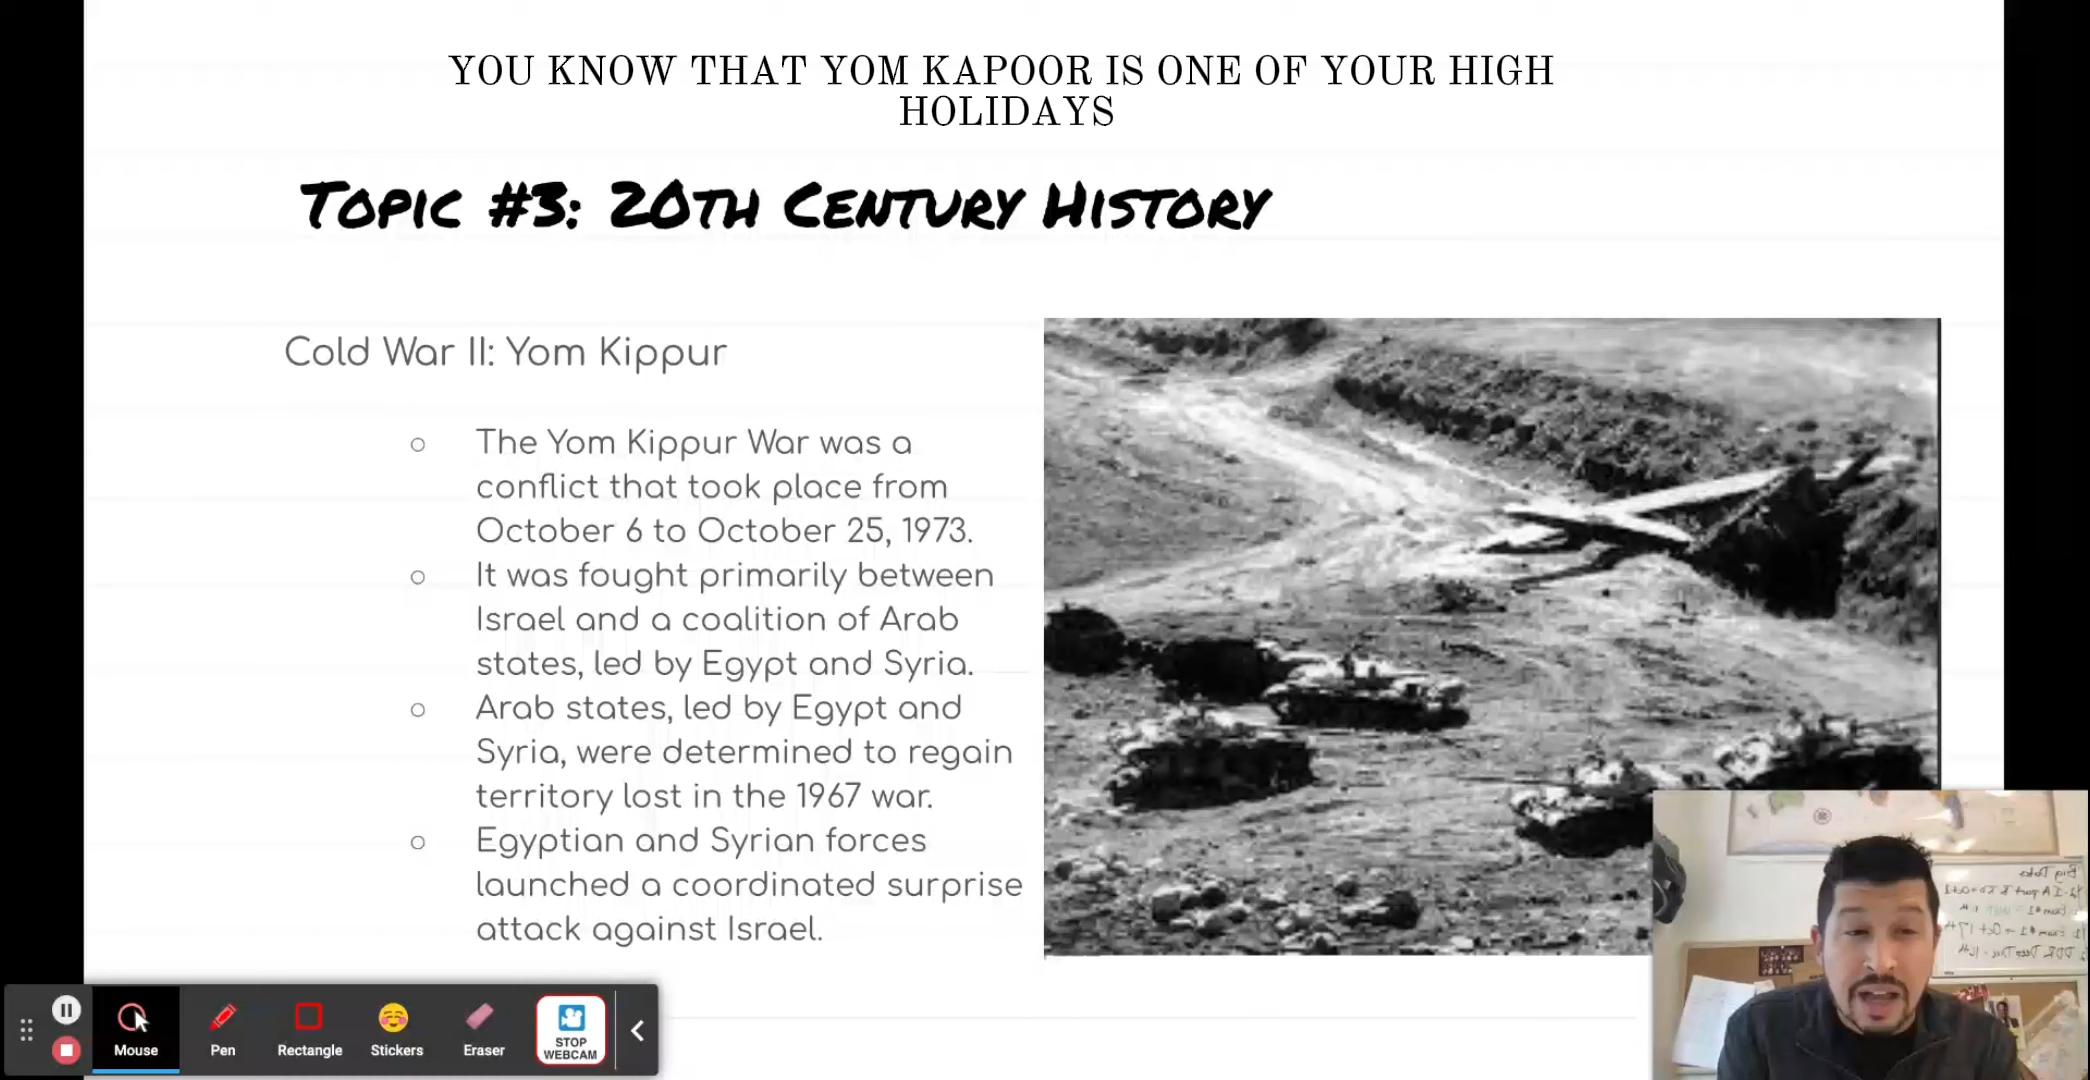 YOU KNOW THAT YOM KAPOOR IS ONE OF YOUR HIGH
HOLIDAYS
Topic #3: 20th Century History
Cold War II: Yom Kippur
The Yom Kippur War was a
conflict that took place from
October 6 to October 25, 1973.
It was fought primarily between
Israel and a coalition of Arab
states, led by Egypt and Syria.
Arab states, led by Egypt and
Syria, were determined to regain
territory lost in the 1967 war.
Egyptian and Syrian forces
launched a coordinated surprise
attack against Israel.
Mouse
Pen
Rectangle
Stickers
Eraser
STOP
WEBCAM